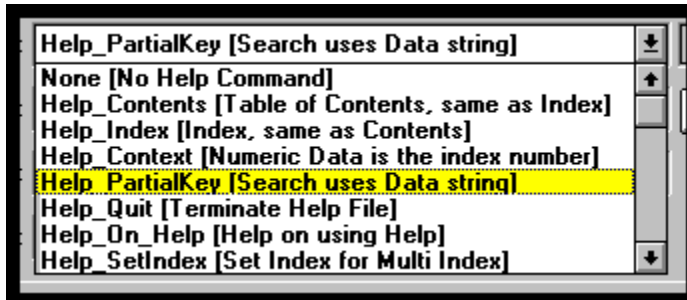 Help_PartialKey [Search uses Data string]
None [No Help Command]
Help_Contents [Table of Contents, same as Index]
Help_Index [Index, same as Contents]
Help_Context [Numeric Data is the index number]
Help_PartialKey [Search uses Data string]
Help_Quit [Terminate Help File]
Help_On_Help [Help on using Help]
Help_SetIndex [Set Index for Multi Index]